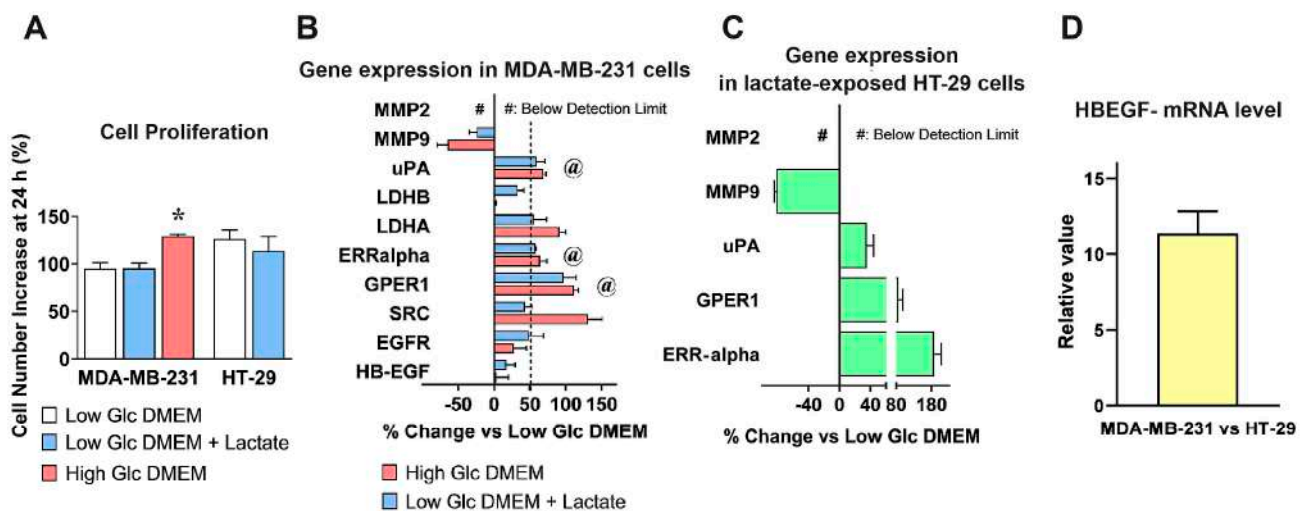 A
Cell Proliferation
Cell Number Increase at 24 h (%)
150
100
50
0
*
MDA-MB-231 HT-29
Low Glc DMEM
Low Glc DMEM + Lactate
High Glc DMEM
B
Gene expression in MDA-MB-231 cells
MMP2 # #: Below Detection Limit
MMP9
uPA @
LDHB
LDHA
ERRalpha @
GPER1 @
SRC
EGFR
HB-EGF
-50 0 50 100 150
% Change vs Low Glc DMEM
High Glc DMEM
Low Glc DMEM + Lactate
C
Gene expression
in lactate-exposed HT-29 cells
MMP2 # #: Below Detection Limit
MMP9
uPA
GPER1
ERR-alpha
-40 0 40 80 180
% Change vs Low Glc DMEM
D
HBEGF- mRNA level
Relative value
15
10
5
0
MDA-MB-231 vs HT-29